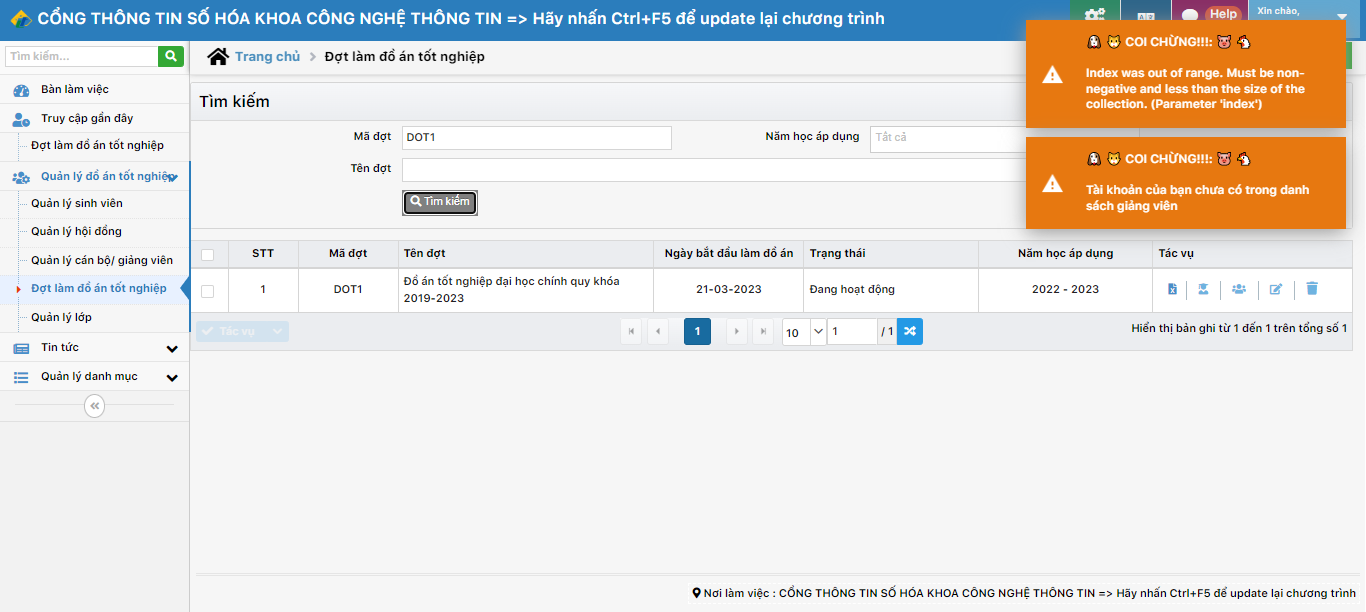 CỔNG THÔNG TIN SỐ HÓA KHOA CÔNG NGHỆ THÔNG TIN => Hãy nhấn Ctrl+F5 để update lại chương trình
Help
Xin chào,
Tìm kiếm...
Trang chủ > Đợt làm đồ án tốt nghiệp
COI CHỪNG!!!:
Index was out of range. Must be non-
negative and less than the size of the
collection. (Parameter 'index')
COI CHỪNG!!!:
Tài khoản của bạn chưa có trong danh
sách giảng viên
Bàn làm việc
Truy cập gần đây
Đợt làm đồ án tốt nghiệp
Quản lý đồ án tốt nghiệp
Quản lý sinh viên
Quản lý hội đồng
Quản lý cán bộ/ giảng viên
Đợt làm đồ án tốt nghiệp
Quản lý lớp
Tin tức
Quản lý danh mục
Tìm kiếm
Mã đợt DOT1 Năm học áp dụng Tất cả
Tên đợt
Tìm kiếm
STT Mã đợt Tên đợt Ngày bắt đầu làm đồ án Trạng thái Năm học áp dụng Tác vụ
1 DOT1 Đồ án tốt nghiệp đại học chính quy khóa 2019-2023 21-03-2023 Đang hoạt động 2022 - 2023
Tác vụ 1 10 1 / 1 Hiển thị bản ghi từ 1 đến 1 trên tổng số 1
Nơi làm việc : CỔNG THÔNG TIN SỐ HÓA KHOA CÔNG NGHỆ THÔNG TIN => Hãy nhấn Ctrl+F5 để update lại chương trình